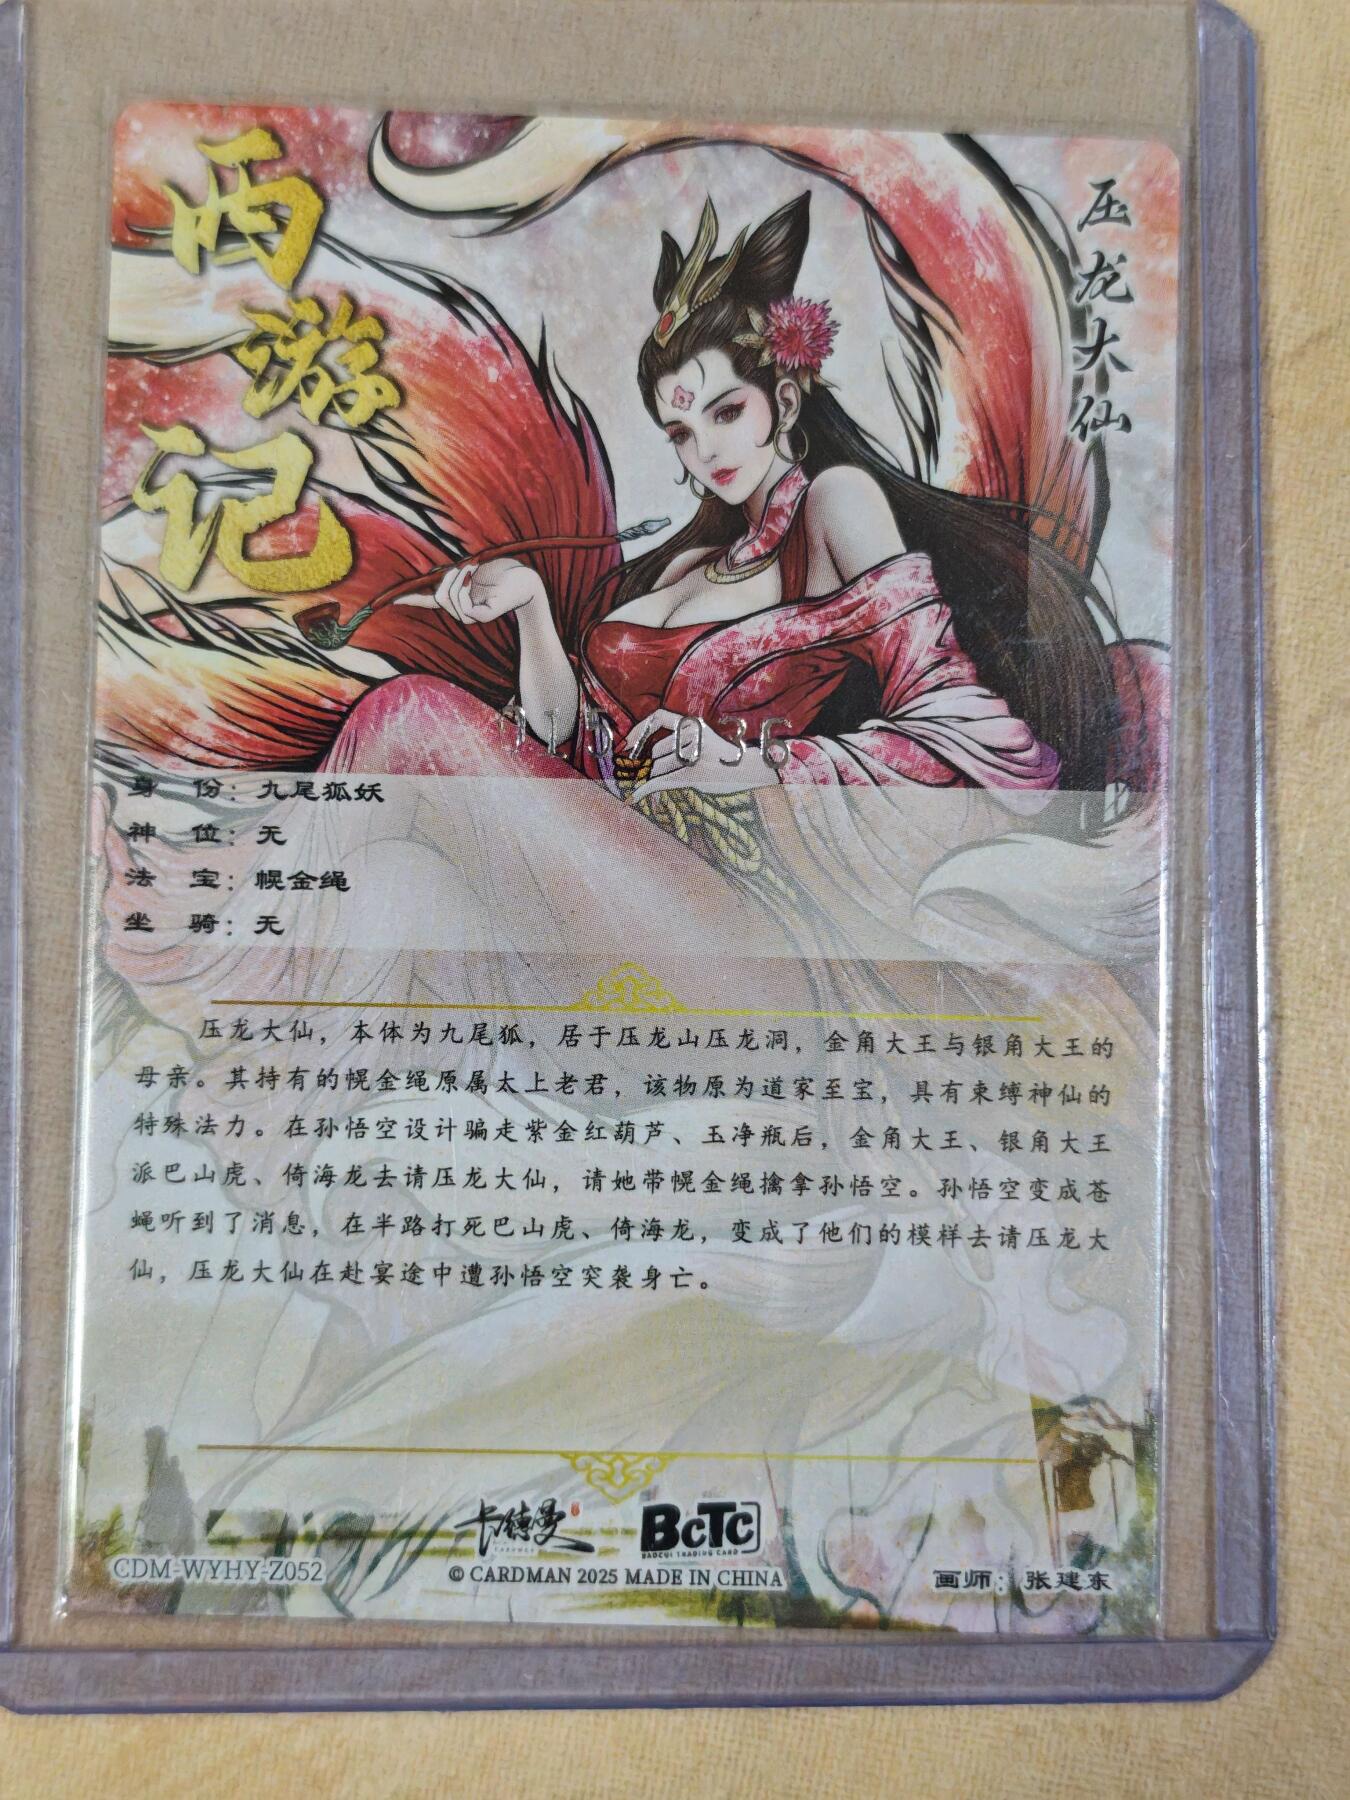 西游记
压龙大仙
015/036
身 份：九尾狐妖
神 位：无
法 宝：幌金绳
坐 骑：无
压龙大仙，本体为九尾狐，居于压龙山压龙洞，金角大王与银角大王的
母亲。其持有的幌金绳原属太上老君，该物原为道家至宝，具有束缚神仙的
特殊法力。在孙悟空设计骗走紫金红葫芦、玉净瓶后，金角大王、银角大王
派巴山虎、倚海龙去请压龙大仙，请她带幌金绳擒拿孙悟空。孙悟空变成苍
蝇听到了消息，在半路打死巴山虎、倚海龙，变成了他们的模样去请压龙大
仙，压龙大仙在赴宴途中遭孙悟空突袭身亡。
卡德曼
CARDMAN
BcTc
BAOCUI TRADING CARD
CDM-WYHY-Z052
© CARDMAN 2025 MADE IN CHINA
画师：张建东